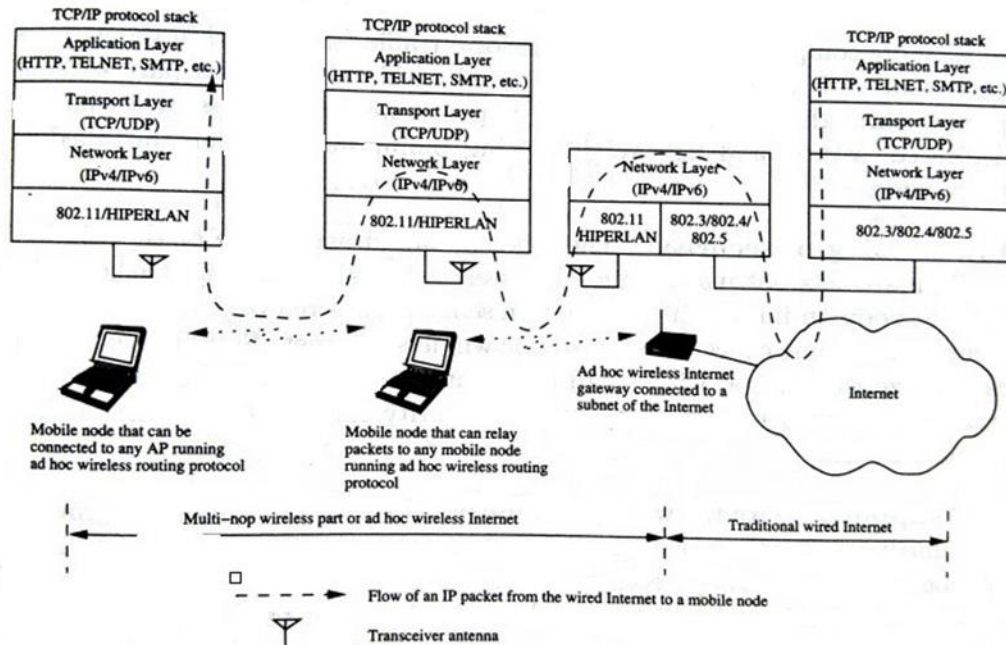 TCP/IP protocol stack
Application Layer
(HTTP, TELNET, SMTP, etc.)
Transport Layer
(TCP/UDP)
Network Layer
(IPv4/IPv6)
802.11/HIPERLAN
TCP/IP protocol stack
Application Layer
(HTTP, TELNET, SMTP, etc.)
Transport Layer
(TCP/UDP)
Network Layer
(IPv4/IPv6)
802.11/HIPERLAN
Network Layer
(IPv4/IPv6)
802.11
HIPERLAN
802.3/802.4/
802.5
TCP/IP protocol stack
Application Layer
(HTTP, TELNET, SMTP, etc.)
Transport Layer
(TCP/UDP)
Network Layer
(IPv4/IPv6)
802.3/802.4/802.5
Mobile node that can be
connected to any AP running
ad hoc wireless routing protocol
Mobile node that can relay
packets to any mobile node
running ad hoc wireless routing
protocol
Ad hoc wireless Internet
gateway connected to a
subnet of the Internet
Internet
Multi-nop wireless part or ad hoc wireless Internet
Traditional wired Internet
Flow of an IP packet from the wired Internet to a mobile node
Transceiver antenna